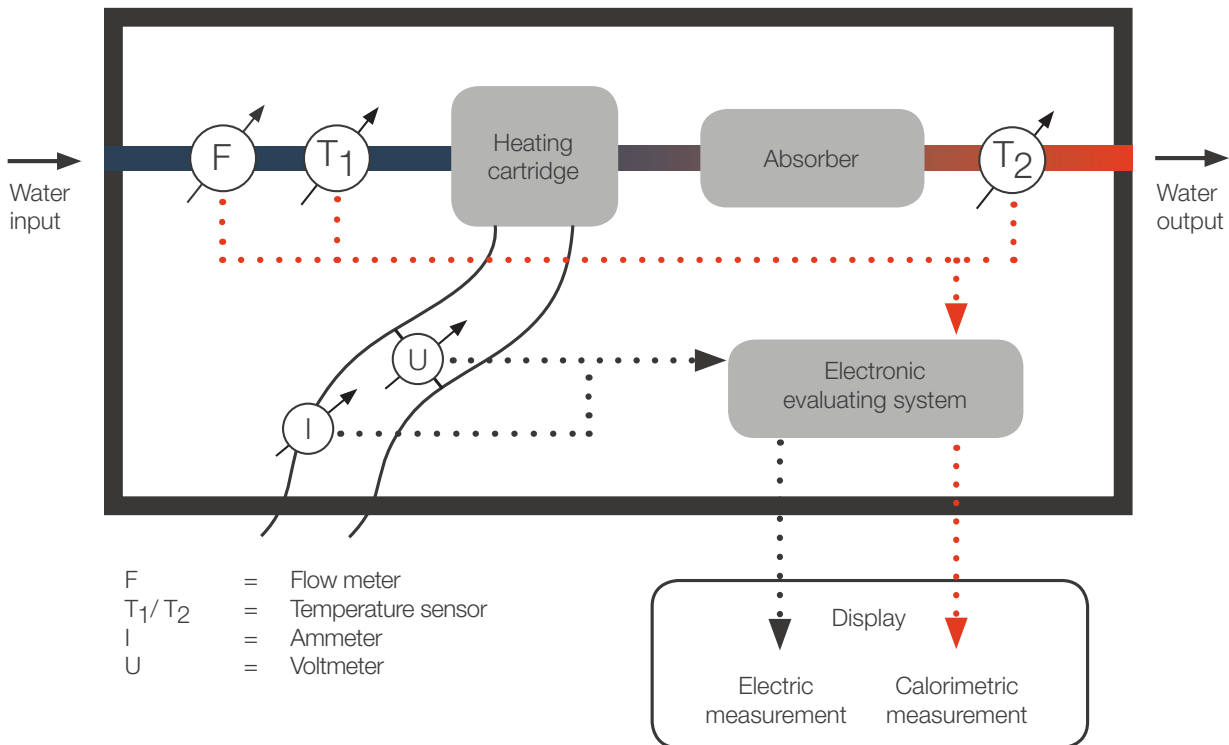 F
T1
Heating
cartridge
Absorber
T2
Water
input
Water
output
U
I
Electronic
evaluating system
F = Flow meter
T1/ T2 = Temperature sensor
I = Ammeter
U = Voltmeter
Display
Electric
measurement
Calorimetric
measurement